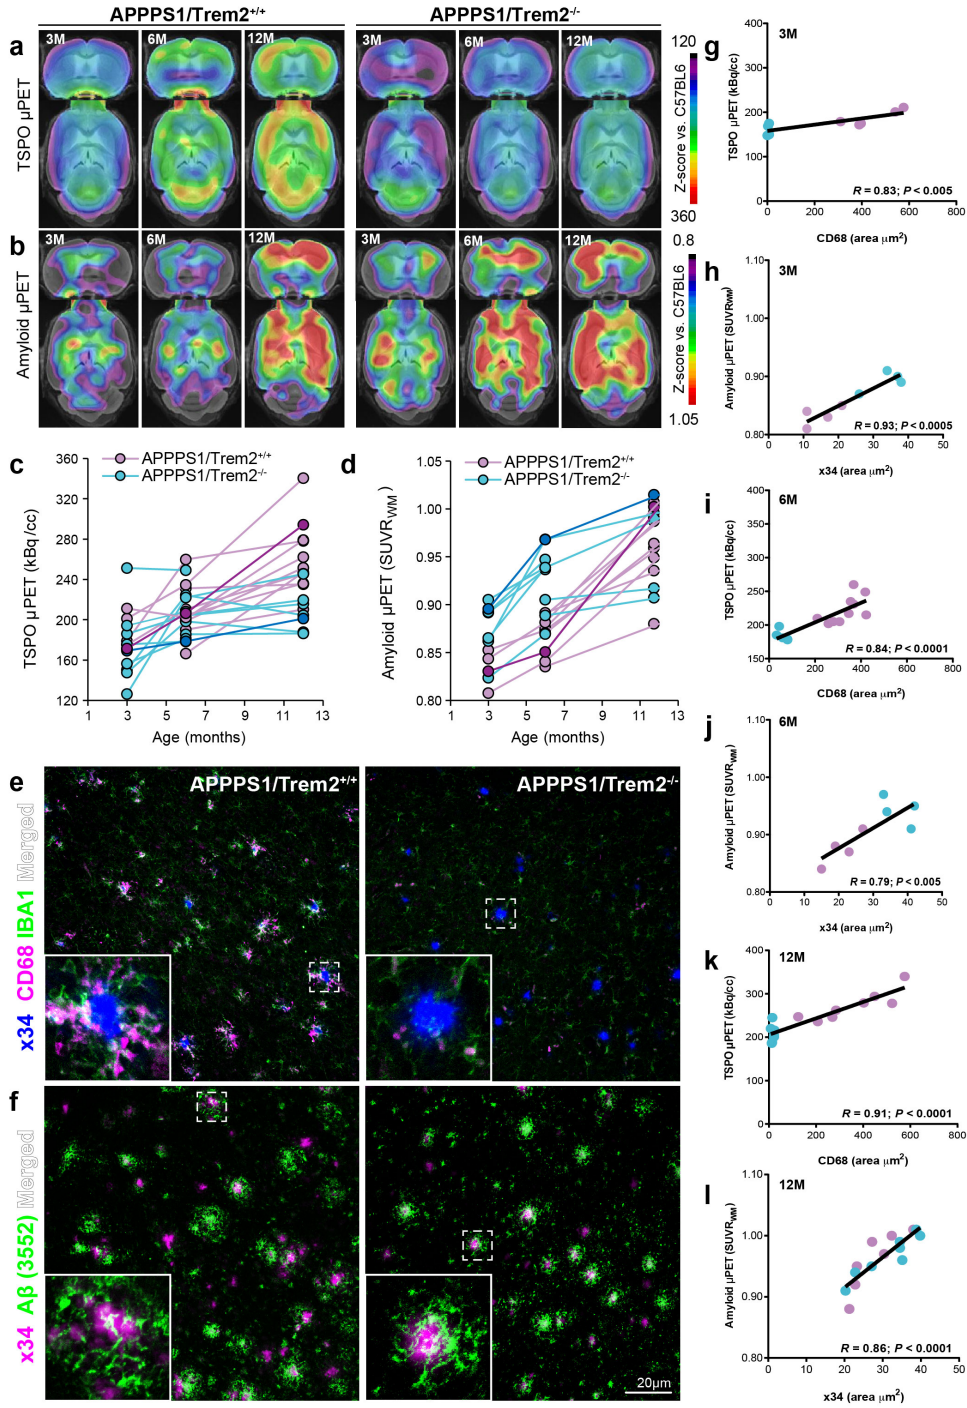 APPPS1/Trem2+/+
APPPS1/Trem2-/-
a
TSPO µPET
3M
6M
12M
3M
6M
12M
120
Z-score vs. C57BL6
360
b
Amyloid µPET
3M
6M
12M
3M
6M
12M
0.8
Z-score vs. C57BL6
1.05
c
TSPO µPET (kBq/cc)
360
320
280
240
200
160
120
APPPS1/Trem2+/+
APPPS1/Trem2-/-
1 3 5 7 9 11 13
Age (months)
d
Amyloid µPET (SUVRWM)
1.05
1.00
0.95
0.90
0.85
0.80
APPPS1/Trem2+/+
APPPS1/Trem2-/-
1 3 5 7 9 11 13
Age (months)
e
x34 CD68 IBA1 Merged
APPPS1/Trem2+/+
APPPS1/Trem2-/-
f
x34 Aβ (3552) Merged
20µm
g
3M
TSPO µPET (kBq/cc)
400
300
200
100
0
R = 0.83; P < 0.005
0 200 400 600 800
CD68 (area µm2)
h
3M
Amyloid µPET (SUVRWM)
1.10
1.00
0.90
0.80
R = 0.93; P < 0.0005
0 10 20 30 40 50
x34 (area µm2)
i
6M
TSPO µPET (kBq/cc)
400
350
300
250
200
150
R = 0.84; P < 0.0001
0 200 400 600 800
CD68 (area µm2)
j
6M
Amyloid µPET (SUVRWM)
1.10
1.00
0.90
0.80
R = 0.79; P < 0.005
0 10 20 30 40 50
x34 (area µm2)
k
12M
TSPO µPET (kBq/cc)
400
300
200
100
0
R = 0.91; P < 0.0001
0 200 400 600 800
CD68 (area µm2)
l
12M
Amyloid µPET (SUVRWM)
1.10
1.00
0.90
0.80
R = 0.86; P < 0.0001
0 10 20 30 40 50
x34 (area µm2)